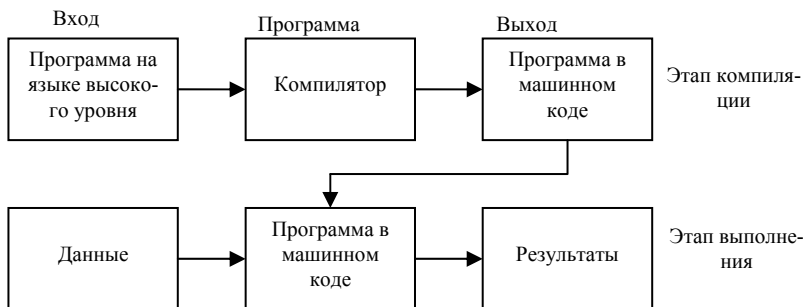 Вход
Программа
Выход
Программа на
языке высоко-
го уровня
Компилятор
Программа в
машинном
коде
Этап компиля-
ции
Данные
Программа в
машинном
коде
Результаты
Этап выполне-
ния